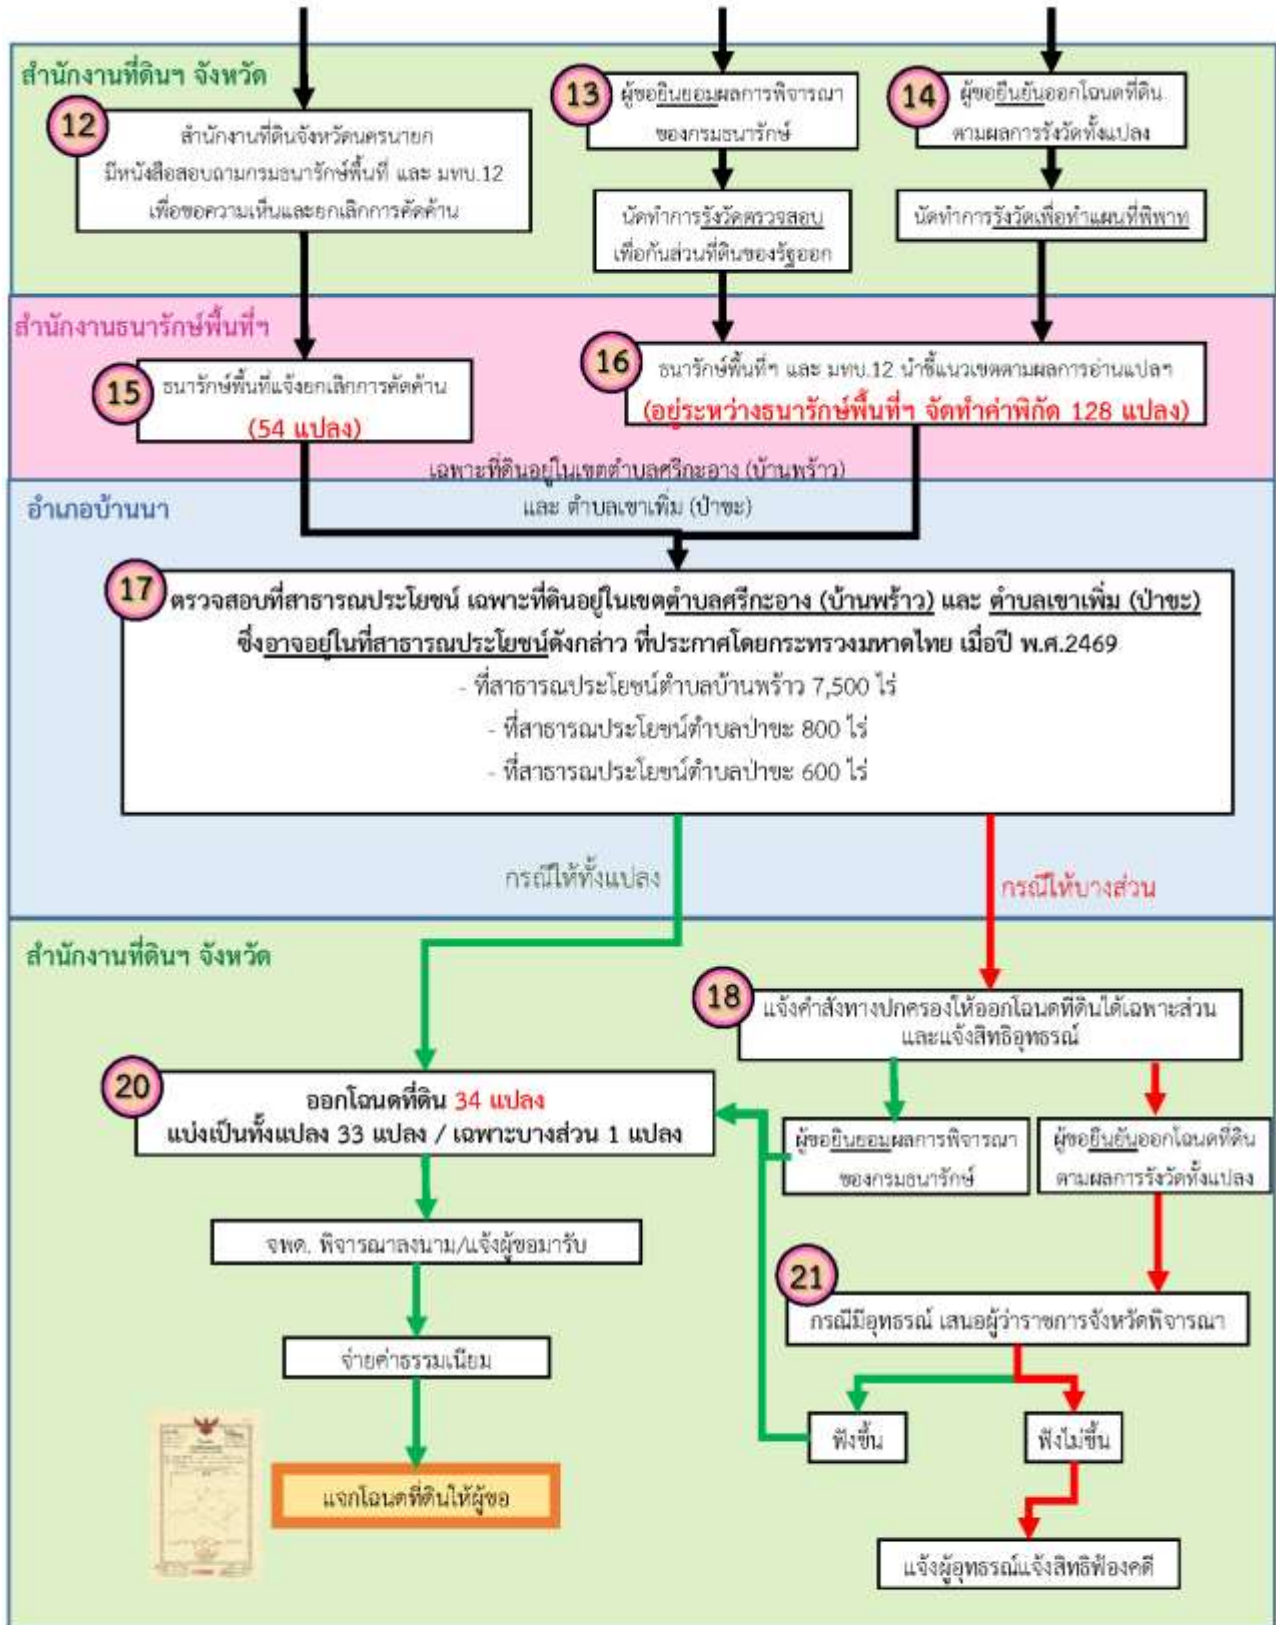 สำนักงานที่ดินฯ จังหวัด
12
สำนักงานที่ดินจังหวัดนครนายก
มีหนังสือสอบถามกรมธนารักษ์พื้นที่ และ มทบ.12
เพื่อขอความเห็นและยกเลิกการคัดค้าน
13
ผู้ขอยินยอมผลการพิจารณา
ของกรมธนารักษ์
14
ผู้ขอยืนยันออกโฉนดที่ดิน
ตามผลการรังวัดทั้งแปลง
นัดทำการรังวัดตรวจสอบ
เพื่อกันส่วนที่ดินของรัฐออก
นัดทำการรังวัดเพื่อทำแผนที่พิพาท
สำนักงานธนารักษ์พื้นที่ฯ
15
ธนารักษ์พื้นที่แจ้งยกเลิกการคัดค้าน
(54 แปลง)
16
ธนารักษ์พื้นที่ฯ และ มทบ.12 นำชี้แนวเขตตามผลการอ่านแปลฯ
(อยู่ระหว่างธนารักษ์พื้นที่ฯ จัดทำค่าพิกัด 128 แปลง)
เฉพาะที่ดินอยู่ในเขตตำบลศรีกะอาง (บ้านพร้าว)
และ ตำบลเขาเพิ่ม (ป่าขะ)
อำเภอบ้านนา
17
ตรวจสอบที่สาธารณประโยชน์ เฉพาะที่ดินอยู่ในเขตตำบลศรีกะอาง (บ้านพร้าว) และ ตำบลเขาเพิ่ม (ป่าขะ)
ซึ่งอาจอยู่ในที่สาธารณประโยชน์ดังกล่าว ที่ประกาศโดยกระทรวงมหาดไทย เมื่อปี พ.ศ.2469
- ที่สาธารณประโยชน์ตำบลบ้านพร้าว 7,500 ไร่
- ที่สาธารณประโยชน์ตำบลป่าขะ 800 ไร่
- ที่สาธารณประโยชน์ตำบลป่าขะ 600 ไร่
กรณีให้ทั้งแปลง
กรณีให้บางส่วน
สำนักงานที่ดินฯ จังหวัด
18
แจ้งคำสั่งทางปกครองให้ออกโฉนดที่ดินได้เฉพาะส่วน
และแจ้งสิทธิอุทธรณ์
20
ออกโฉนดที่ดิน 34 แปลง
แบ่งเป็นทั้งแปลง 33 แปลง / เฉพาะบางส่วน 1 แปลง
ผู้ขอยินยอมผลการพิจารณา
ของกรมธนารักษ์
ผู้ขอยืนยันออกโฉนดที่ดิน
ตามผลการรังวัดทั้งแปลง
จพด. พิจารณาลงนาม/แจ้งผู้ขอมารับ
21
กรณีมีอุทธรณ์ เสนอผู้ว่าราชการจังหวัดพิจารณา
จ่ายค่าธรรมเนียม
ฟังขึ้น
ฟังไม่ขึ้น
แจกโฉนดที่ดินให้ผู้ขอ
แจ้งผู้อุทธรณ์แจ้งสิทธิฟ้องคดี